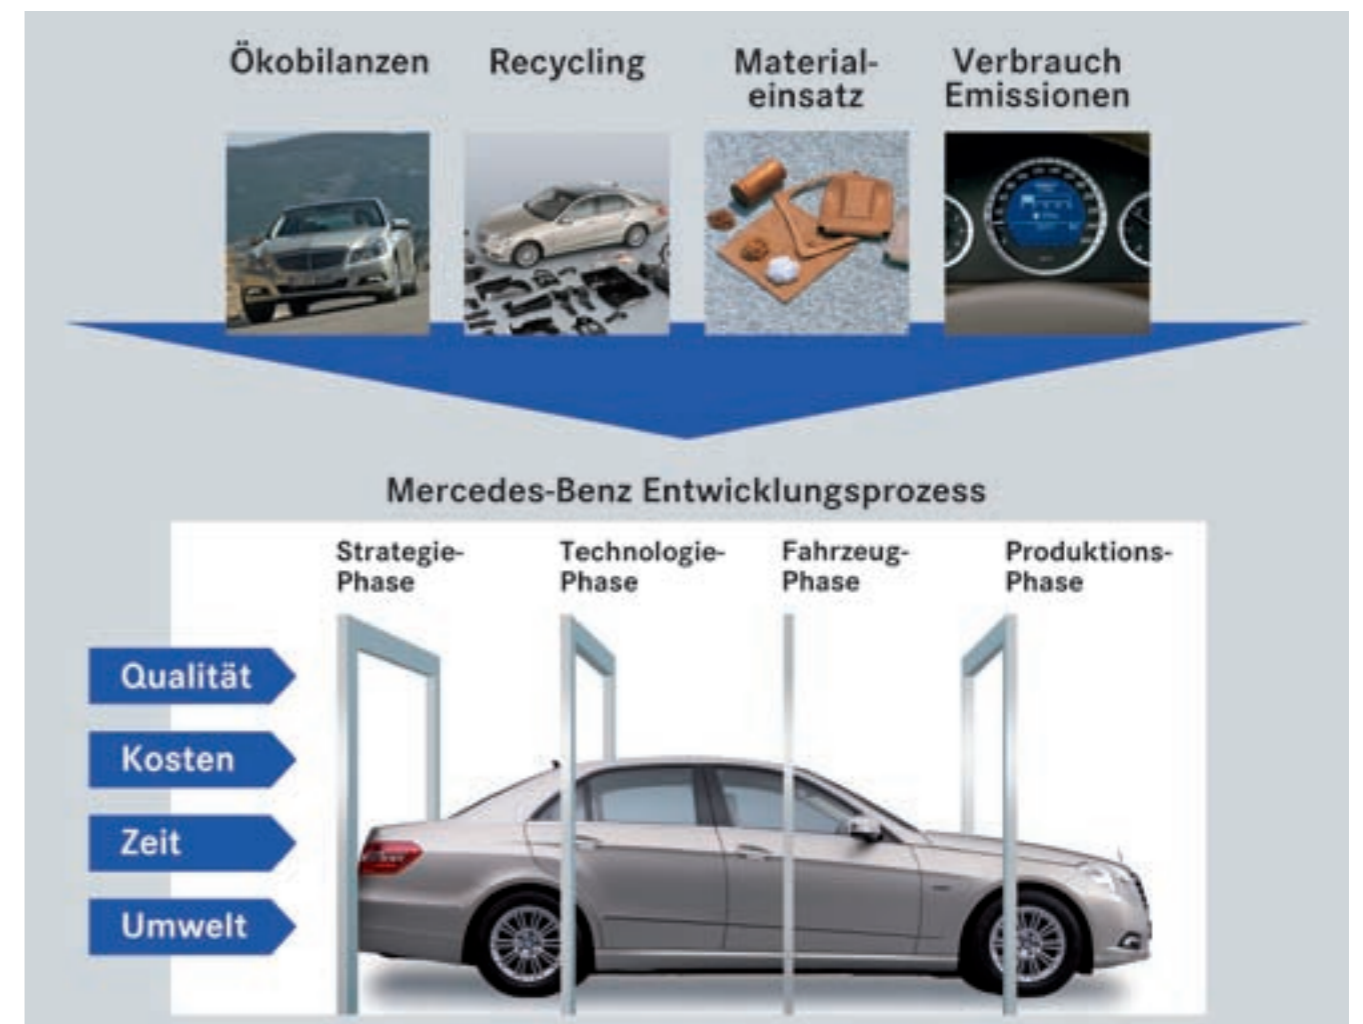 Ökobilanzen
Recycling
Material-
einsatz
Verbrauch
Emissionen
Mercedes-Benz Entwicklungsprozess
Strategie-
Phase
Technologie-
Phase
Fahrzeug-
Phase
Produktions-
Phase
Qualität
Kosten
Zeit
Umwelt